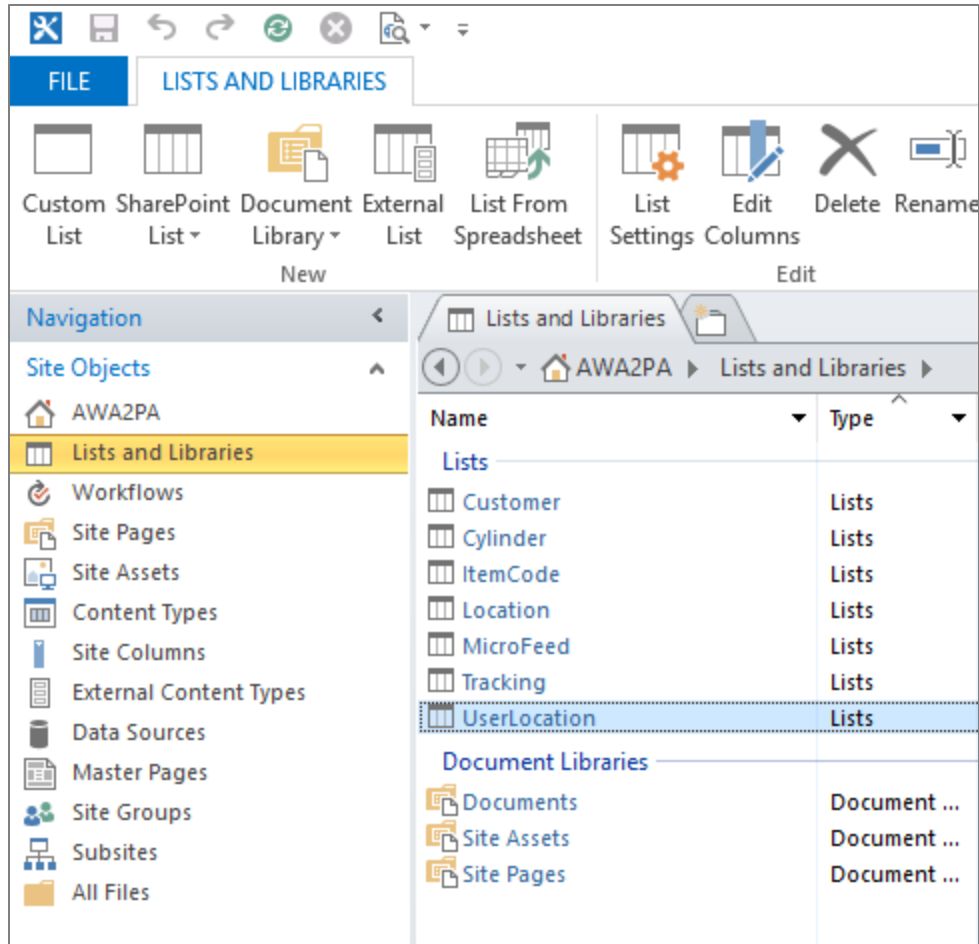 FILE LISTS AND LIBRARIES
Custom List
SharePoint List
Document Library
External List
List From Spreadsheet
List Settings
Edit Columns
Delete
Rename
New
Edit
Navigation
Site Objects
AWA2PA
Lists and Libraries
Workflows
Site Pages
Site Assets
Content Types
Site Columns
External Content Types
Data Sources
Master Pages
Site Groups
Subsites
All Files
Lists and Libraries
AWA2PA Lists and Libraries
Name Type
Lists
Customer Lists
Cylinder Lists
ItemCode Lists
Location Lists
MicroFeed Lists
Tracking Lists
UserLocation Lists
Document Libraries
Documents Document ...
Site Assets Document ...
Site Pages Document ...